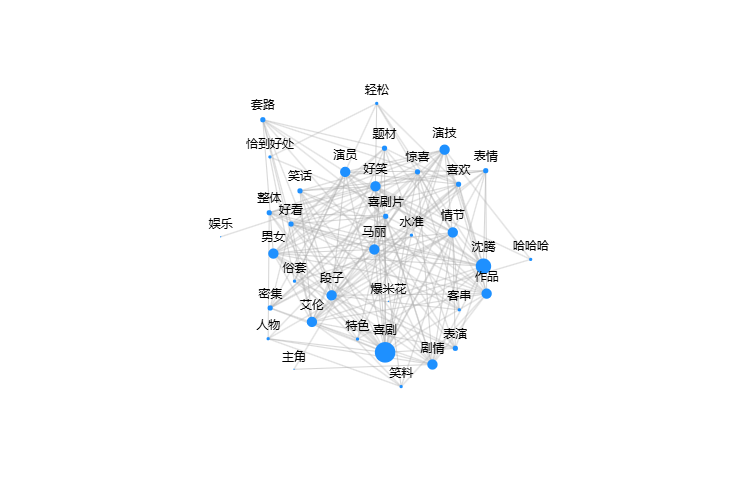 轻松
套路
题材
演技
恰到好处
演员
惊喜
表情
笑话
好笑
喜欢
整体
好看
喜剧片
水准
情节
娱乐
男女
马丽
沈腾
哈哈哈
俗套
段子
作品
密集
艾伦
爆米花
客串
人物
特色
喜剧
表演
主角
剧情
笑料